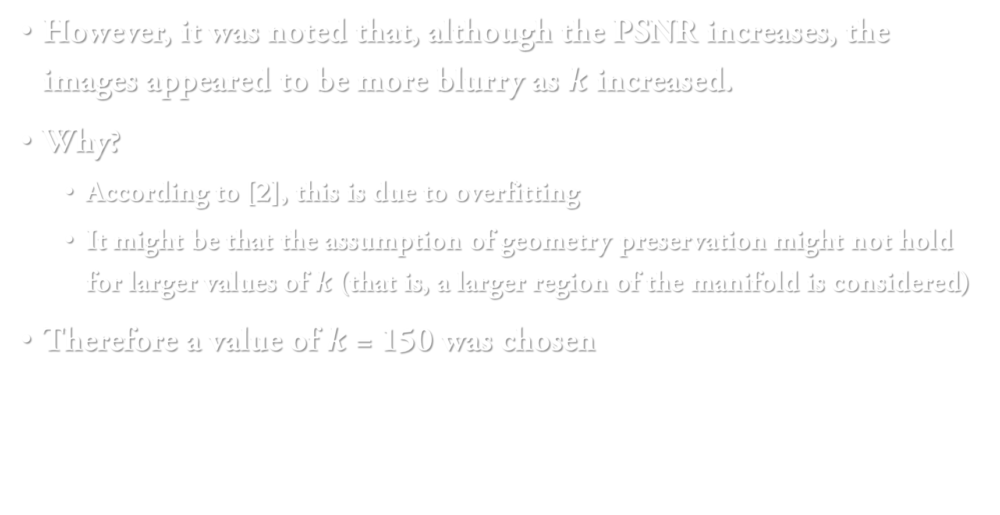 • However, it was noted that, although the PSNR increases, the
images appeared to be more blurry as k increased.
• Why?
• According to [2], this is due to overfitting
• It might be that the assumption of geometry preservation might not hold
for larger values of k (that is, a larger region of the manifold is considered)
• Therefore a value of k = 150 was chosen